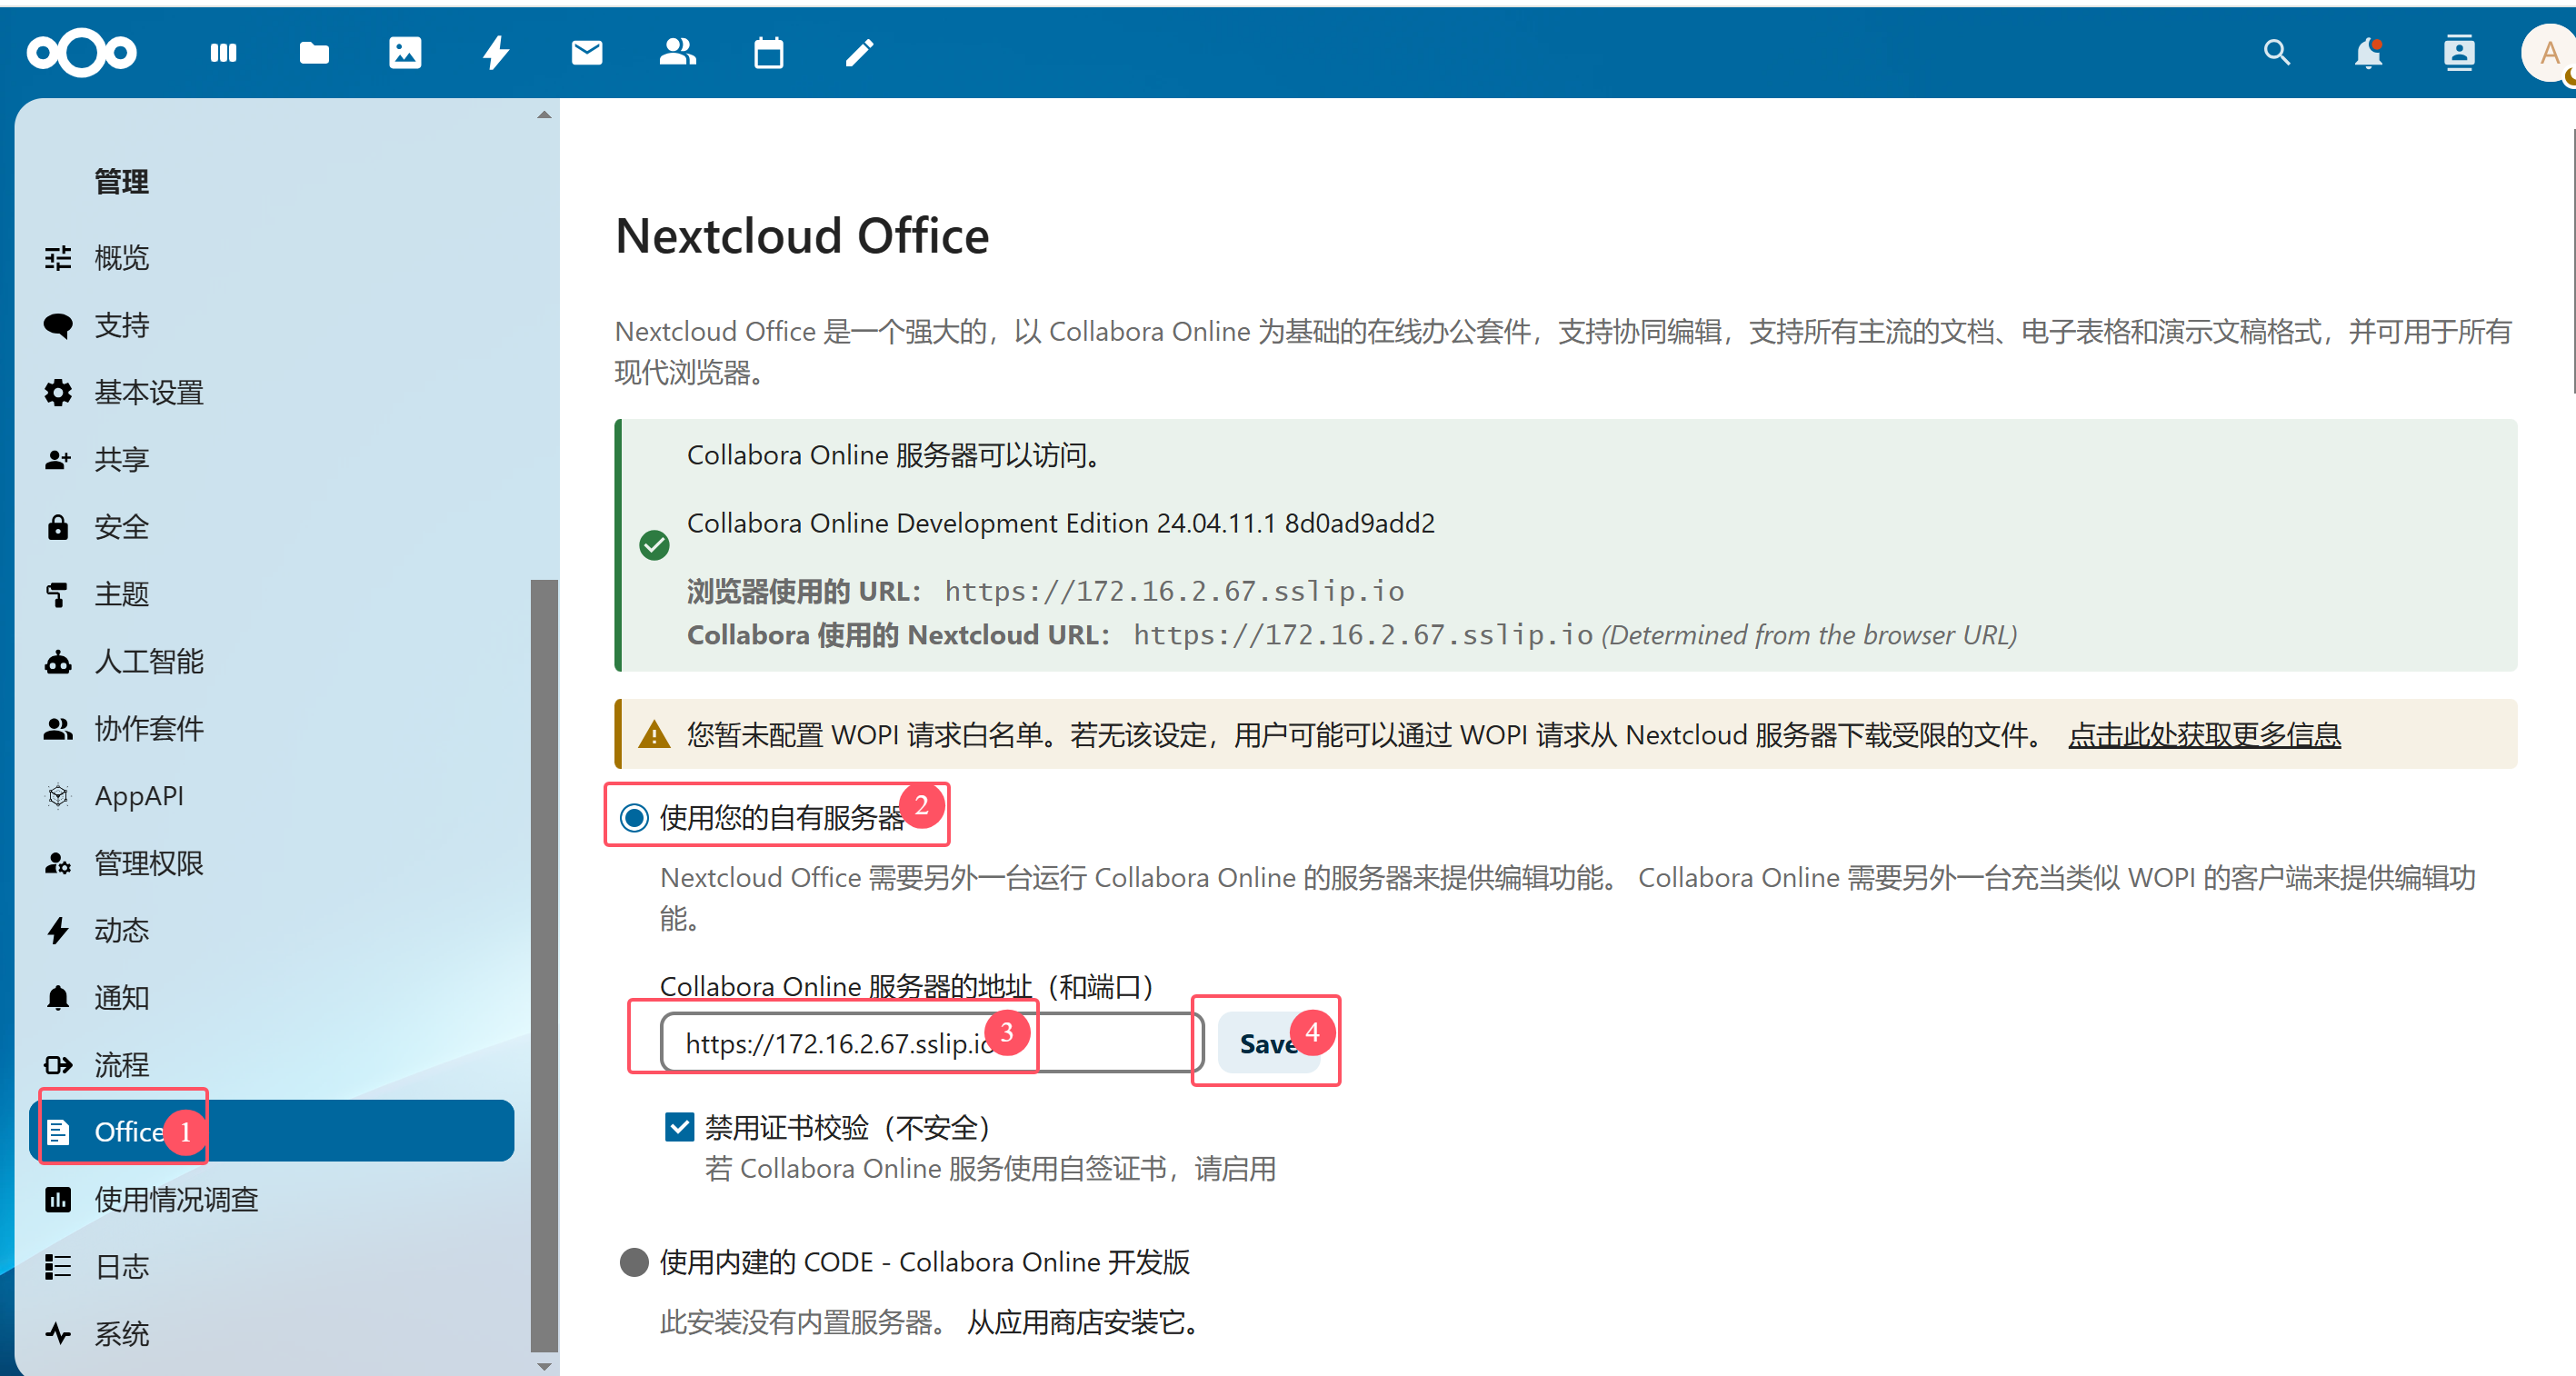 A
管理
概览
支持
基本设置
共享
安全
主题
人工智能
协作套件
AppAPI
管理权限
动态
通知
流程
Office 1
使用情况调查
日志
系统
Nextcloud Office
Nextcloud Office 是一个强大的，以 Collabora Online 为基础的在线办公套件，支持协同编辑，支持所有主流的文档、电子表格和演示文稿格式，并可用于所有
现代浏览器。
Collabora Online 服务器可以访问。
Collabora Online Development Edition 24.04.11.1 8d0ad9add2
浏览器使用的 URL： https://172.16.2.67.sslip.io
Collabora 使用的 Nextcloud URL： https://172.16.2.67.sslip.io (Determined from the browser URL)
您暂未配置 WOPI 请求白名单。若无该设定，用户可能可以通过 WOPI 请求从 Nextcloud 服务器下载受限的文件。 点击此处获取更多信息
使用您的自有服务器 2
Nextcloud Office 需要另外一台运行 Collabora Online 的服务器来提供编辑功能。 Collabora Online 需要另外一台充当类似 WOPI 的客户端来提供编辑功
能。
Collabora Online 服务器的地址（和端口）
https://172.16.2.67.sslip.io 3 Save 4
禁用证书校验（不安全）
若 Collabora Online 服务使用自签证书，请启用
使用内建的 CODE - Collabora Online 开发版
此安装没有内置服务器。 从应用商店安装它。